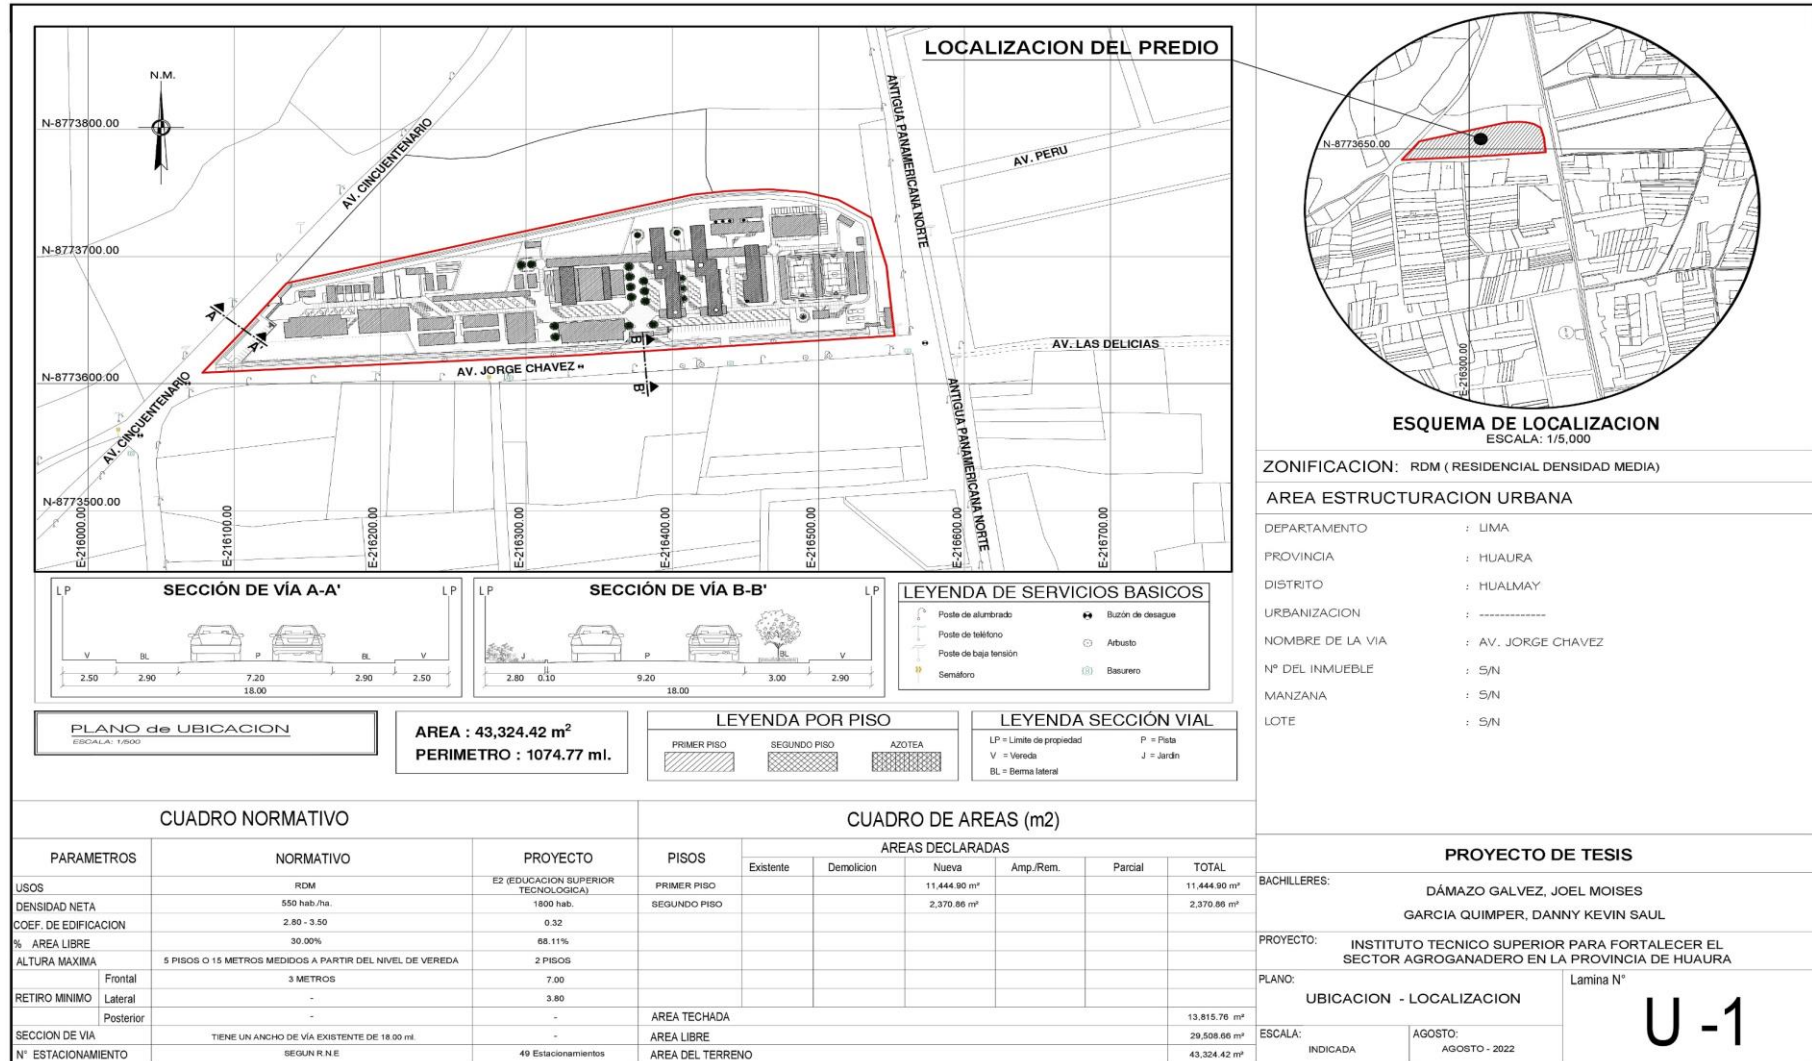 LOCALIZACION DEL PREDIO
N.M.
N-8773800.00
N-8773700.00
N-8773600.00
N-8773500.00
E-216000.00
E-216100.00
E-216200.00
E-216300.00
E-216400.00
E-216500.00
E-216600.00
E-216700.00
AV. CINCUENTENARIO
AV. CINCUENTENARIO
ANTIGUA PANAMERICANA NORTE
ANTIGUA PANAMERICANA NORTE
AV. PERU
AV. LAS DELICIAS
AV. JORGE CHAVEZ
A
A'
B
B'
N-8773650.00
E-216300.00
ESQUEMA DE LOCALIZACION
ESCALA: 1/5,000
ZONIFICACION: RDM ( RESIDENCIAL DENSIDAD MEDIA)
AREA ESTRUCTURACION URBANA
DEPARTAMENTO : LIMA
PROVINCIA : HUAURA
DISTRITO : HUALMAY
URBANIZACION : ------------
NOMBRE DE LA VIA : AV. JORGE CHAVEZ
N° DEL INMUEBLE : S/N
MANZANA : S/N
LOTE : S/N
SECCIÓN DE VÍA A-A'
LP LP
V BL P BL V
2.50 2.90 7.20 2.90 2.50
18.00
SECCIÓN DE VÍA B-B'
LP LP
J P BL V
2.80 0.10 9.20 3.00 2.90
18.00
LEYENDA DE SERVICIOS BASICOS
Poste de alumbrado Buzón de desague
Poste de teléfono
Arbusto
Poste de baja tensión
Semáforo Basurero
PLANO de UBICACION
ESCALA: 1/500
AREA : 43,324.42 m²
PERIMETRO : 1074.77 ml.
LEYENDA POR PISO
PRIMER PISO SEGUNDO PISO AZOTEA
LEYENDA SECCIÓN VIAL
LP = Límite de propiedad P = Pista
V = Vereda J = Jardín
BL = Berma lateral
CUADRO NORMATIVO
PARAMETROS NORMATIVO PROYECTO
USOS RDM E2 (EDUCACION SUPERIOR TECNOLOGICA)
DENSIDAD NETA 550 hab./ha. 1800 hab.
COEF. DE EDIFICACION 2.80 - 3.50 0.32
% AREA LIBRE 30.00% 68.11%
ALTURA MAXIMA 5 PISOS O 15 METROS MEDIDOS A PARTIR DEL NIVEL DE VEREDA 2 PISOS
RETIRO MINIMO
Frontal 3 METROS 7.00
Lateral - 3.80
Posterior - -
SECCION DE VIA TIENE UN ANCHO DE VÍA EXISTENTE DE 18.00 ml. -
N° ESTACIONAMIENTO SEGUN R.N.E 49 Estacionamientos
CUADRO DE AREAS (m2)
PISOS AREAS DECLARADAS
Existente Demolicion Nueva Amp./Rem. Parcial TOTAL
PRIMER PISO 11,444.90 m² 11,444.90 m²
SEGUNDO PISO 2,370.86 m² 2,370.86 m²
AREA TECHADA 13,815.76 m²
AREA LIBRE 29,508.66 m²
AREA DEL TERRENO 43,324.42 m²
PROYECTO DE TESIS
BACHILLERES:
DÁMAZO GALVEZ, JOEL MOISES
GARCIA QUIMPER, DANNY KEVIN SAUL
PROYECTO: INSTITUTO TECNICO SUPERIOR PARA FORTALECER EL
SECTOR AGROGANADERO EN LA PROVINCIA DE HUAURA
PLANO:
UBICACION - LOCALIZACION
Lamina N°
U -1
ESCALA:
INDICADA
AGOSTO:
AGOSTO - 2022